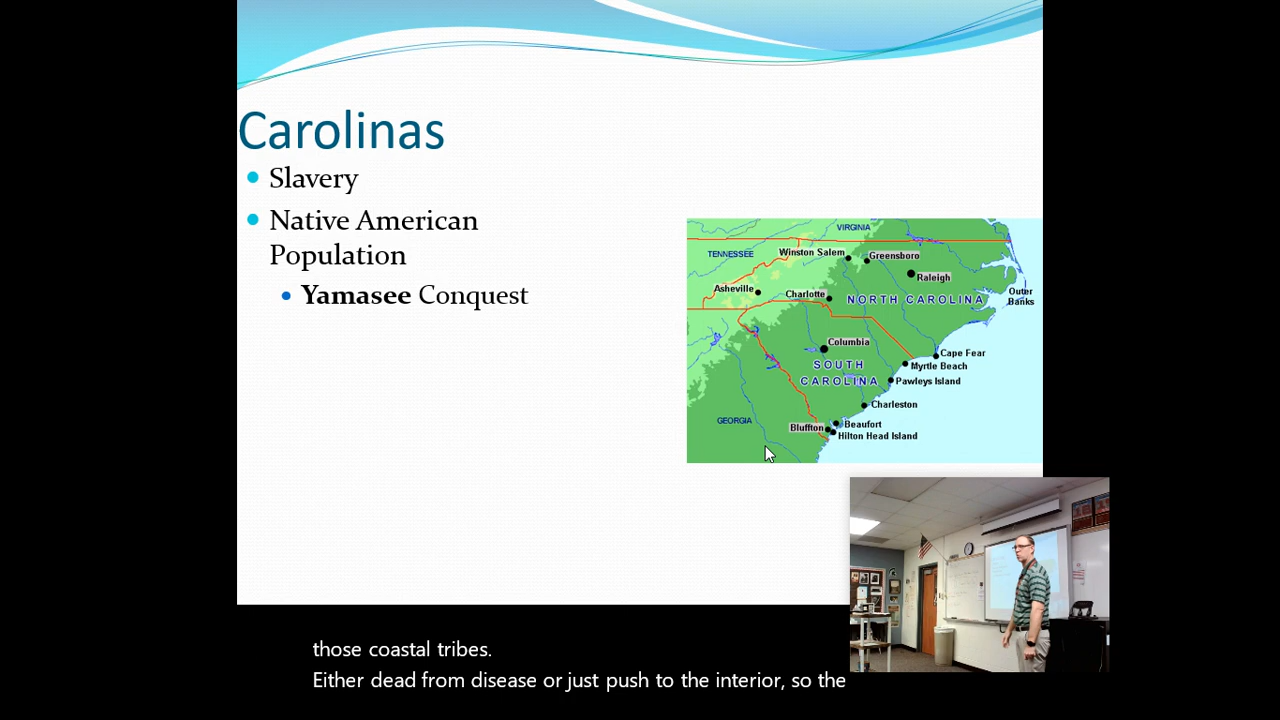 Carolinas
Slavery
Native American
Population
Yamasee Conquest
VIRGINIA
TENNESSEE
Winston Salem
Greensboro
Raleigh
Asheville
Charlotte
NORTH CAROLINA
Outer
Banks
Columbia
Cape Fear
Myrtle Beach
SOUTH
CAROLINA
Pawleys Island
Charleston
GEORGIA
Beaufort
Bluffton
Hilton Head Island
those coastal tribes.
Either dead from disease or just push to the interior, so the